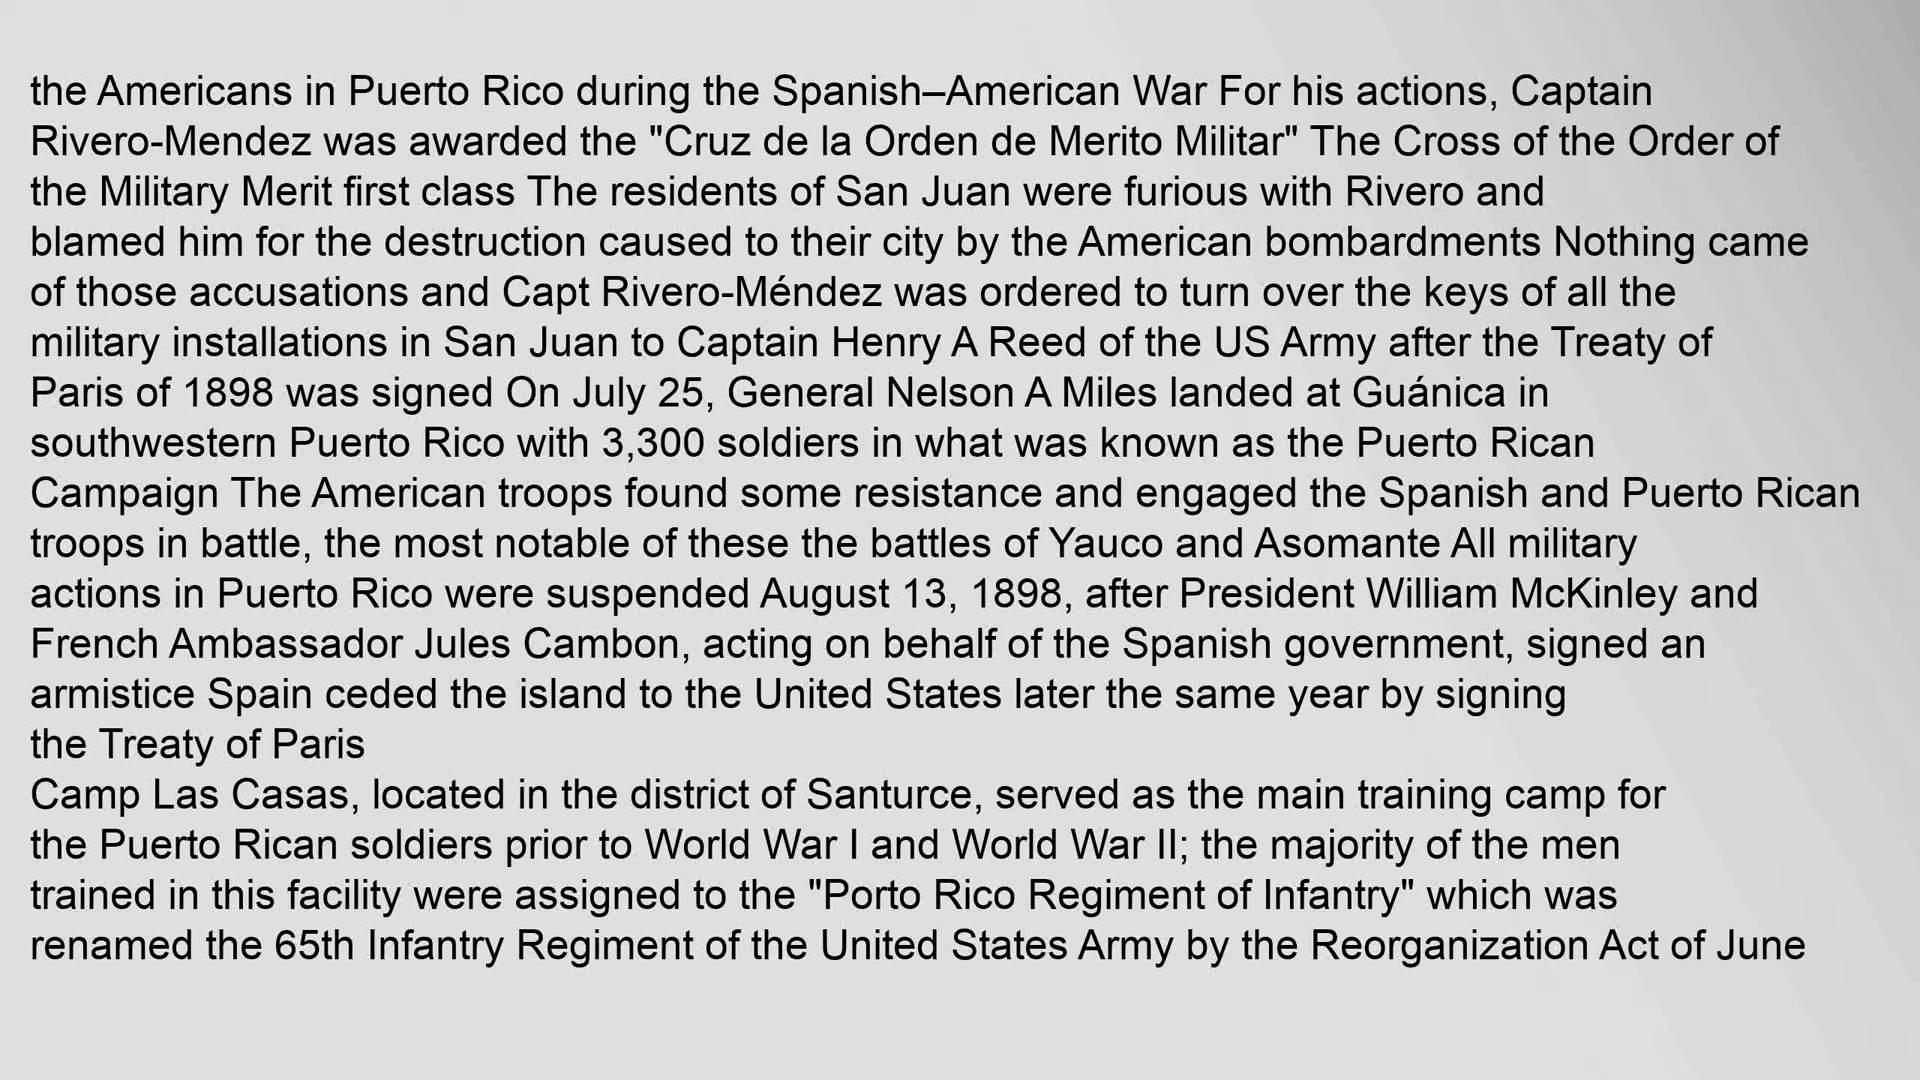 the Americans in Puerto Rico during the Spanish–American War For his actions, Captain
Rivero-Mendez was awarded the "Cruz de la Orden de Merito Militar" The Cross of the Order of
the Military Merit first class The residents of San Juan were furious with Rivero and
blamed him for the destruction caused to their city by the American bombardments Nothing came
of those accusations and Capt Rivero-Méndez was ordered to turn over the keys of all the
military installations in San Juan to Captain Henry A Reed of the US Army after the Treaty of
Paris of 1898 was signed On July 25, General Nelson A Miles landed at Guánica in
southwestern Puerto Rico with 3,300 soldiers in what was known as the Puerto Rican
Campaign The American troops found some resistance and engaged the Spanish and Puerto Rican
troops in battle, the most notable of these the battles of Yauco and Asomante All military
actions in Puerto Rico were suspended August 13, 1898, after President William McKinley and
French Ambassador Jules Cambon, acting on behalf of the Spanish government, signed an
armistice Spain ceded the island to the United States later the same year by signing
the Treaty of Paris
Camp Las Casas, located in the district of Santurce, served as the main training camp for
the Puerto Rican soldiers prior to World War I and World War II; the majority of the men
trained in this facility were assigned to the "Porto Rico Regiment of Infantry" which was
renamed the 65th Infantry Regiment of the United States Army by the Reorganization Act of June